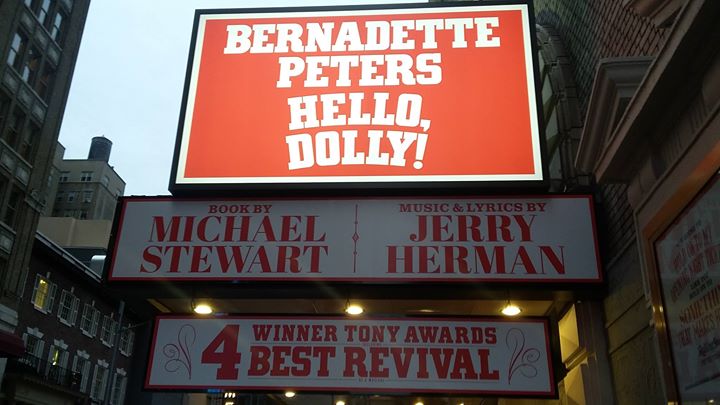 BERNADETTE
PETERS
HELLO,
DOLLY!
BOOK BY
MICHAEL
STEWART
MUSIC & LYRICS BY
JERRY
HERMAN
4 WINNER TONY AWARDS
BEST REVIVAL